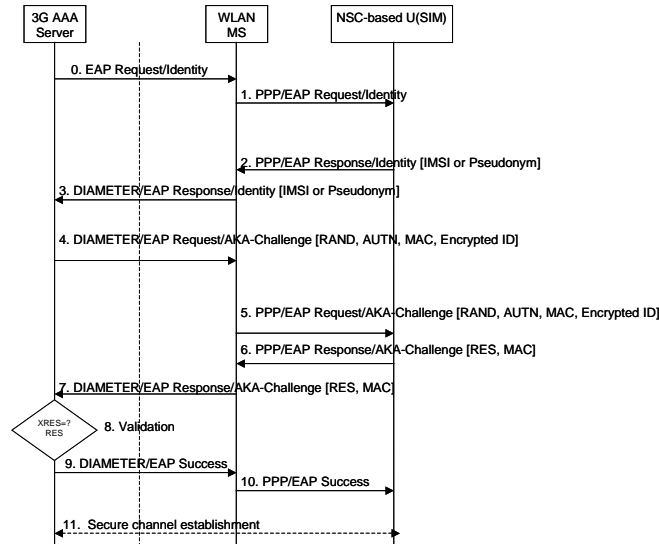 3G AAA
Server
WLAN
MS
NSC-based U(SIM)
0. EAP Request/Identity
1. PPP/EAP Request/Identity
2. PPP/EAP Response/Identity [IMSI or Pseudonym]
3. DIAMETER/EAP Response/Identity [IMSI or Pseudonym]
4. DIAMETER/EAP Request/AKA-Challenge [RAND, AUTN, MAC, Encrypted ID]
5. PPP/EAP Request/AKA-Challenge [RAND, AUTN, MAC, Encrypted ID]
6. PPP/EAP Response/AKA-Challenge [RES, MAC]
7. DIAMETER/EAP Response/AKA-Challenge [RES, MAC]
XRES=?
RES
8. Validation
9. DIAMETER/EAP Success
10. PPP/EAP Success
11. Secure channel establishment